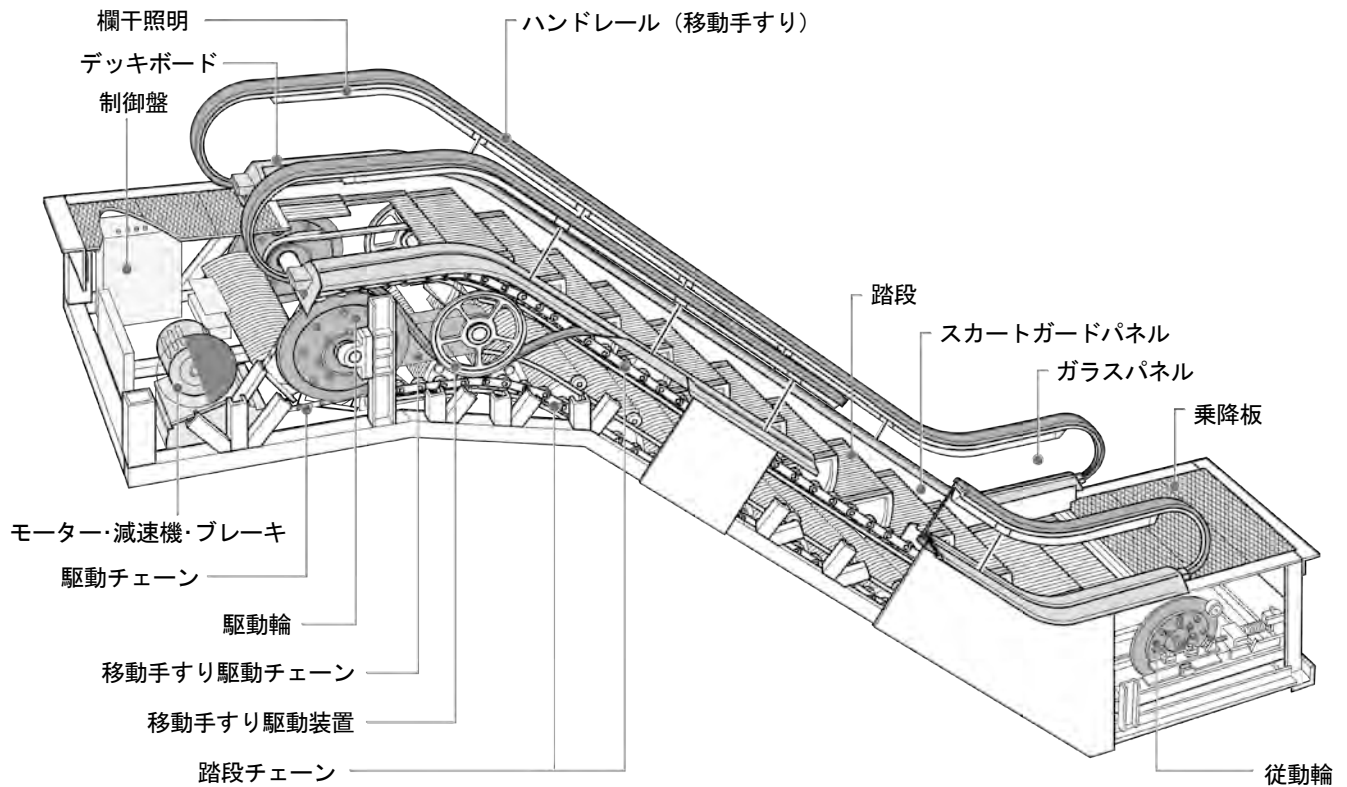 欄干照明
ハンドレール（移動手すり）
デッキボード
制御盤
踏段
スカートガードパネル
ガラスパネル
乗降板
モーター・減速機・ブレーキ
駆動チェーン
駆動輪
移動手すり駆動チェーン
移動手すり駆動装置
踏段チェーン
従動輪